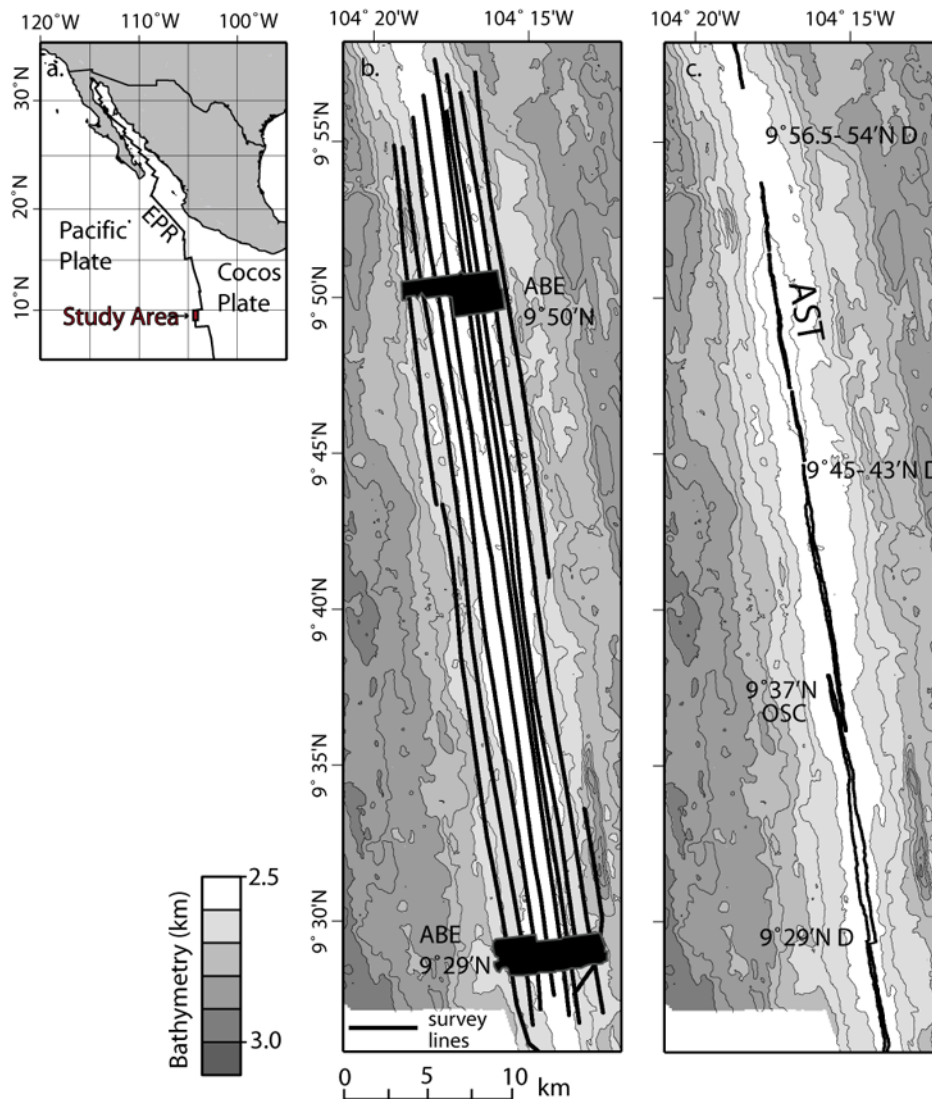 120°W 110°W 100°W
a.
30°N
20°N
10°N
Pacific
Plate
EPR
Cocos
Plate
Study Area
104° 20'W 104° 15'W
b.
9° 55'N
9° 50'N
9° 45'N
9° 40'N
9° 35'N
9° 30'N
ABE
9°50'N
ABE
9°29'N
survey
lines
0 5 10 km
104° 20'W 104° 15'W
c.
9°56.5-54'N D
AST
9°45-43'N D
9°37'N
OSC
9°29'N D
Bathymetry (km)
2.5
3.0